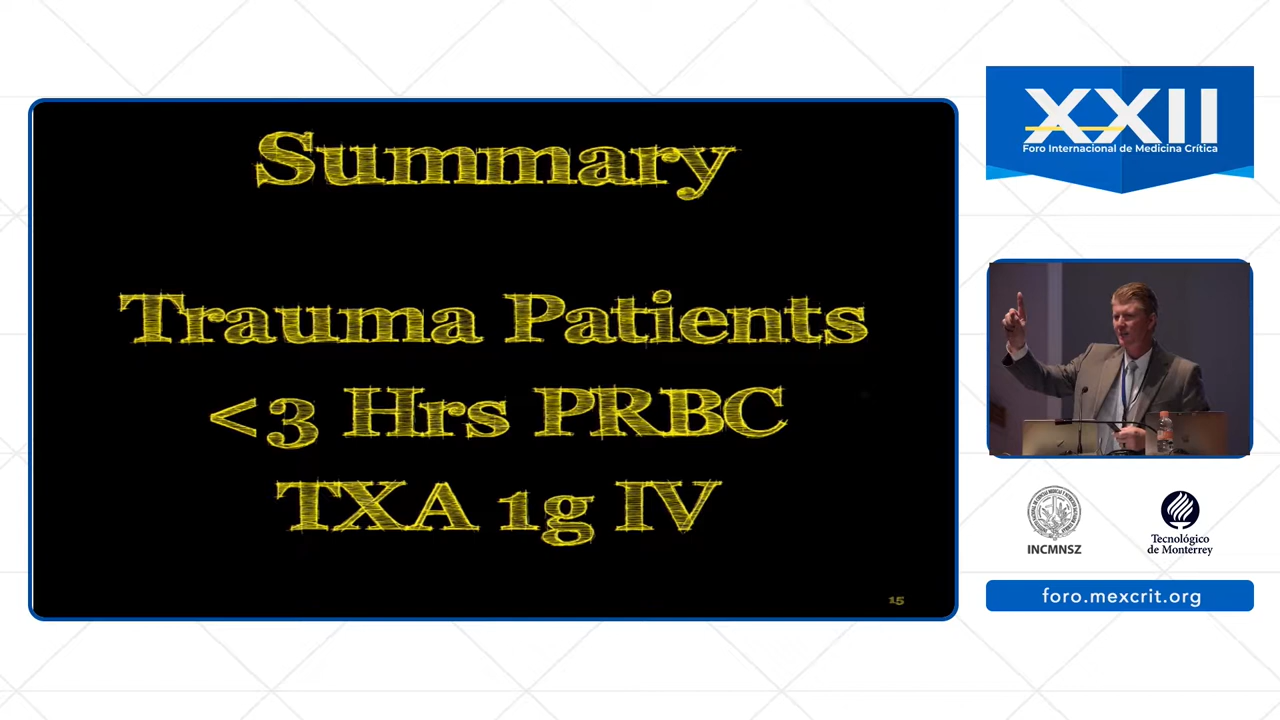 Summary
Trauma Patients
<3 Hrs PRBC
TXA 1g IV
15
XXII
Foro Internacional de Medicina Crítica
INCMNSZ
Tecnológico
de Monterrey
foro.mexcrit.org